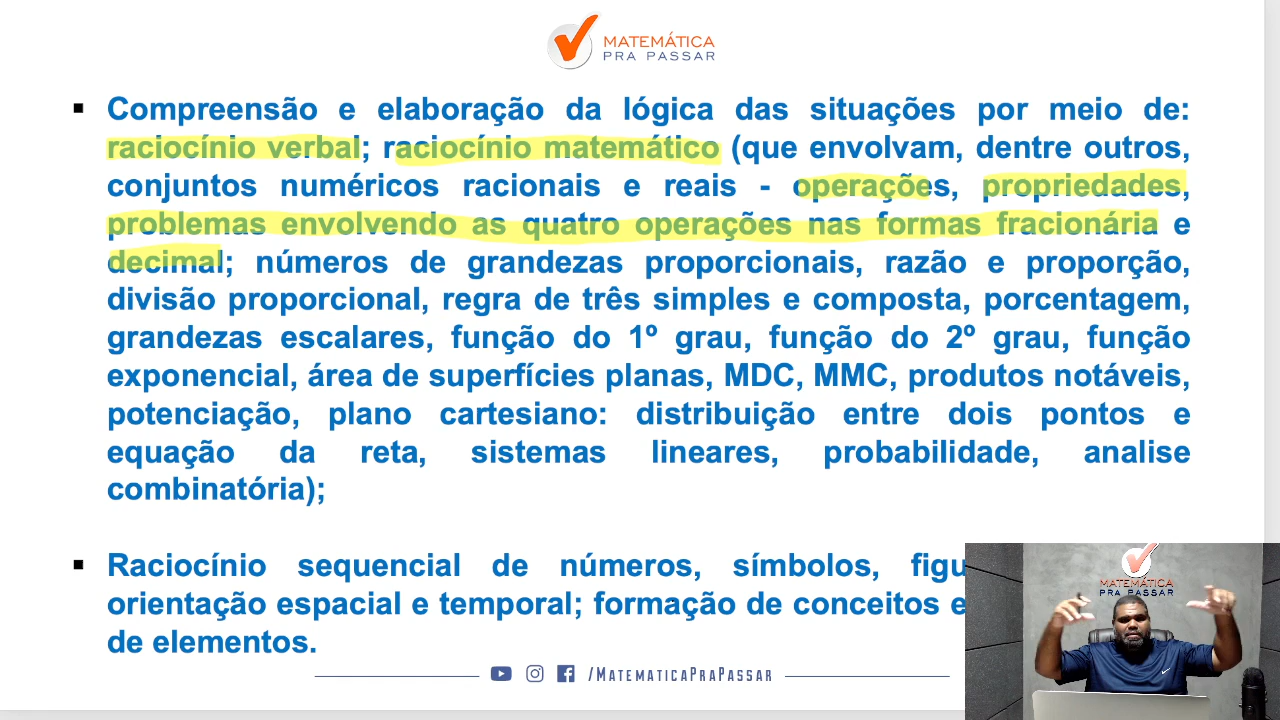 MATEMÁTICA
PRA PASSAR
▪ Compreensão e elaboração da lógica das situações por meio de:
raciocínio verbal; raciocínio matemático (que envolvam, dentre outros,
conjuntos numéricos racionais e reais - operações, propriedades,
problemas envolvendo as quatro operações nas formas fracionária e
decimal; números de grandezas proporcionais, razão e proporção,
divisão proporcional, regra de três simples e composta, porcentagem,
grandezas escalares, função do 1º grau, função do 2º grau, função
exponencial, área de superfícies planas, MDC, MMC, produtos notáveis,
potenciação, plano cartesiano: distribuição entre dois pontos e
equação da reta, sistemas lineares, probabilidade, analise
combinatória);
▪ Raciocínio sequencial de números, símbolos, figu
orientação espacial e temporal; formação de conceitos e
de elementos.
/MATEMATICAPRAPASSAR
MATEMÁTICA
PRA PASSAR